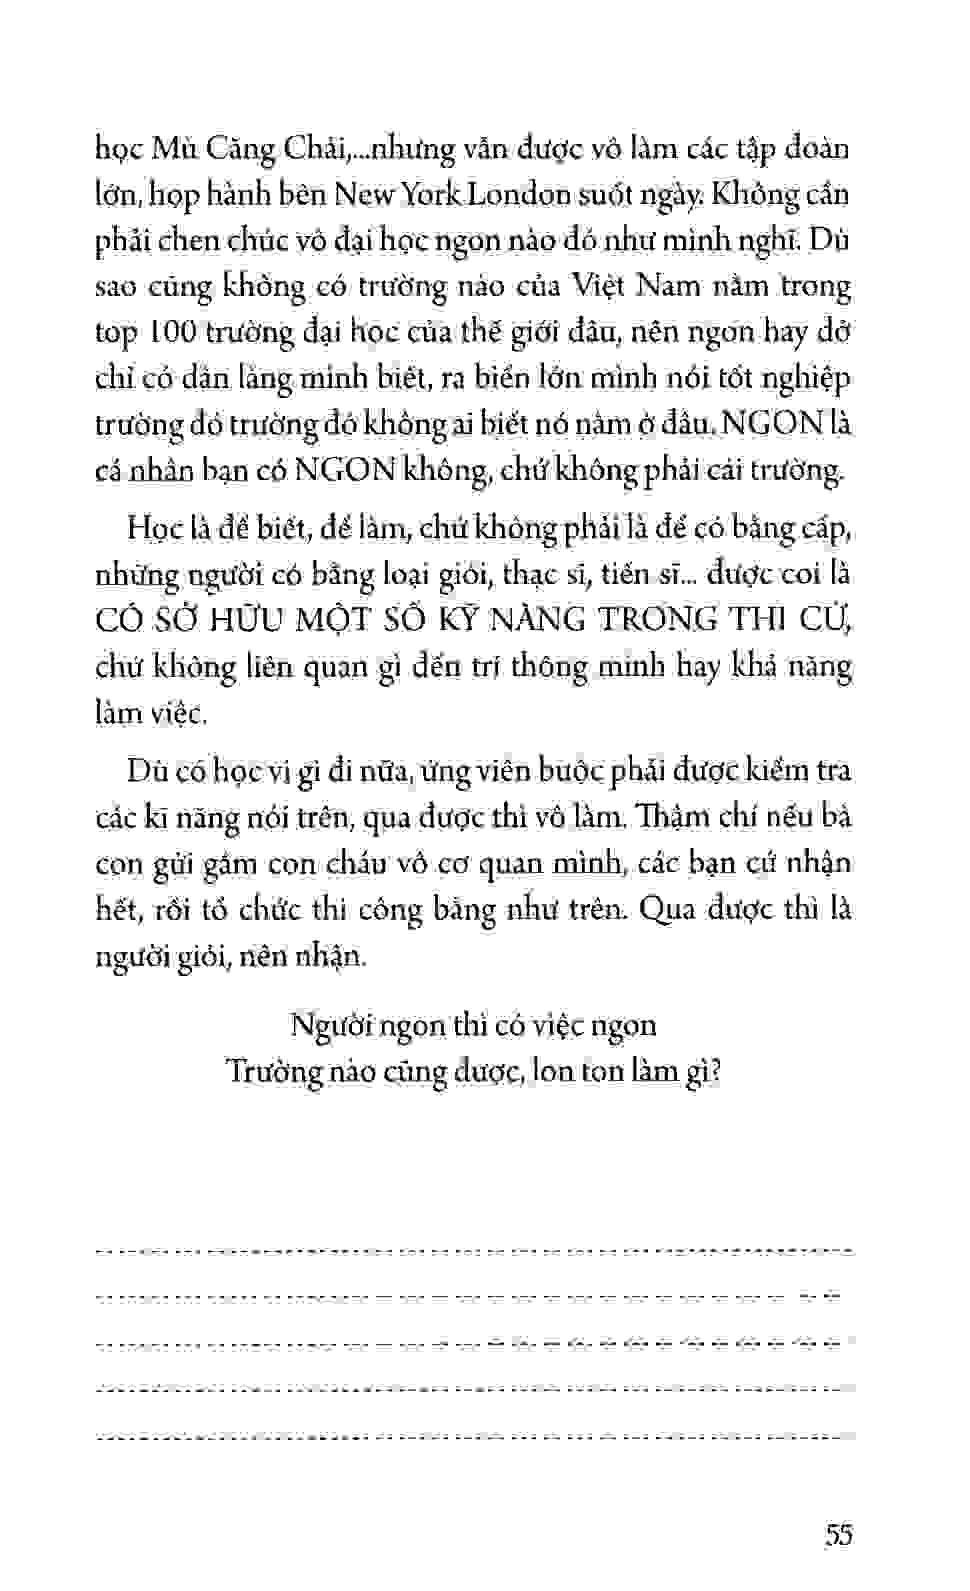 học Mù Căng Chải,...nhưng vẫn được vô làm các tập đoàn
lớn, họp hành bên New York London suốt ngày. Không cần
phải chen chúc vô đại học ngon nào đó như mình nghĩ. Dù
sao cũng không có trường nào của Việt Nam nằm trong
top 100 trường đại học của thế giới đâu, nên ngon hay dở
chỉ có dân làng mình biết, ra biển lớn mình nói tốt nghiệp
trường đó trường đó không ai biết nó nằm ở đâu. NGON là
cá nhân bạn có NGON không, chứ không phải cái trường.
Học là để biết, để làm, chứ không phải là để có bằng cấp,
những người có bằng loại giỏi, thạc sĩ, tiến sĩ... được coi là
CÓ SỞ HỮU MỘT SỐ KỸ NĂNG TRONG THI CỬ,
chứ không liên quan gì đến trí thông minh hay khả năng
làm việc.
Dù có học vị gì đi nữa, ứng viên buộc phải được kiểm tra
các kĩ năng nói trên, qua được thì vô làm. Thậm chí nếu bà
con gửi gắm con cháu vô cơ quan mình, các bạn cứ nhận
hết, rồi tổ chức thi công bằng như trên. Qua được thì là
người giỏi, nên nhận.
Người ngon thì có việc ngon
Trường nào cũng được, lon ton làm gì?
55